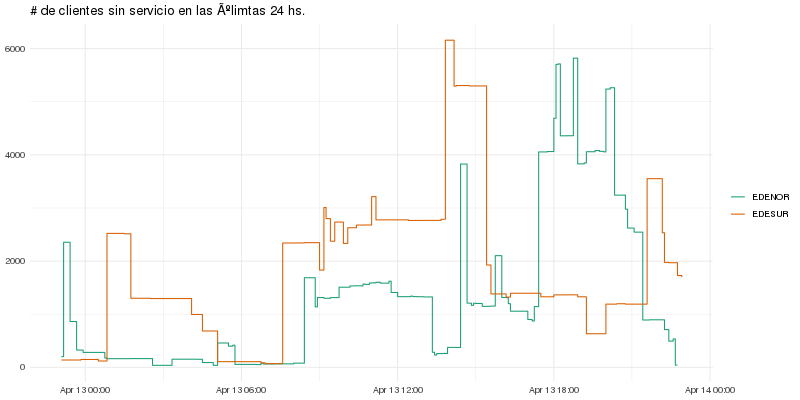 # de clientes sin servicio en las Ãºlimtas 24 hs.
6000
4000
2000
0
Apr 13 00:00
Apr 13 06:00
Apr 13 12:00
Apr 13 18:00
Apr 14 00:00
EDENOR
EDESUR